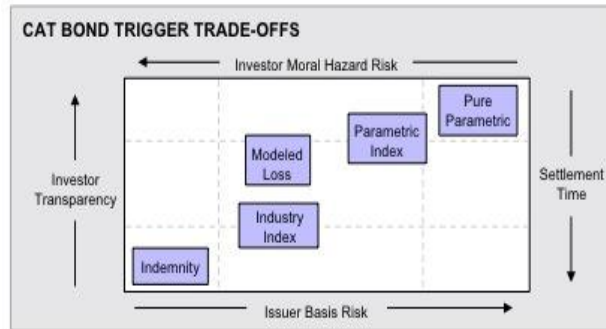 CAT BOND TRIGGER TRADE-OFFS
Investor Moral Hazard Risk
Pure
Parametric
Parametric
Index
Modeled
Loss
Investor
Transparency
Settlement
Time
Industry
Index
Indemnity
Issuer Basis Risk